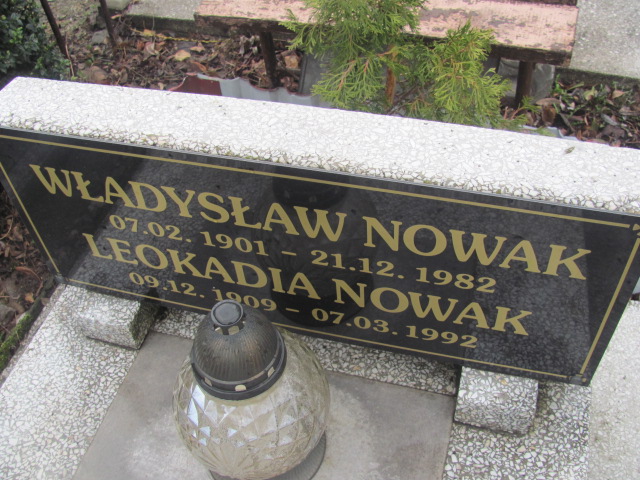 WŁADYSŁAW NOWAK
07.02. 1901 – 21.12. 1982
LEOKADIA NOWAK
09.12. 1909 – 07.03. 1992